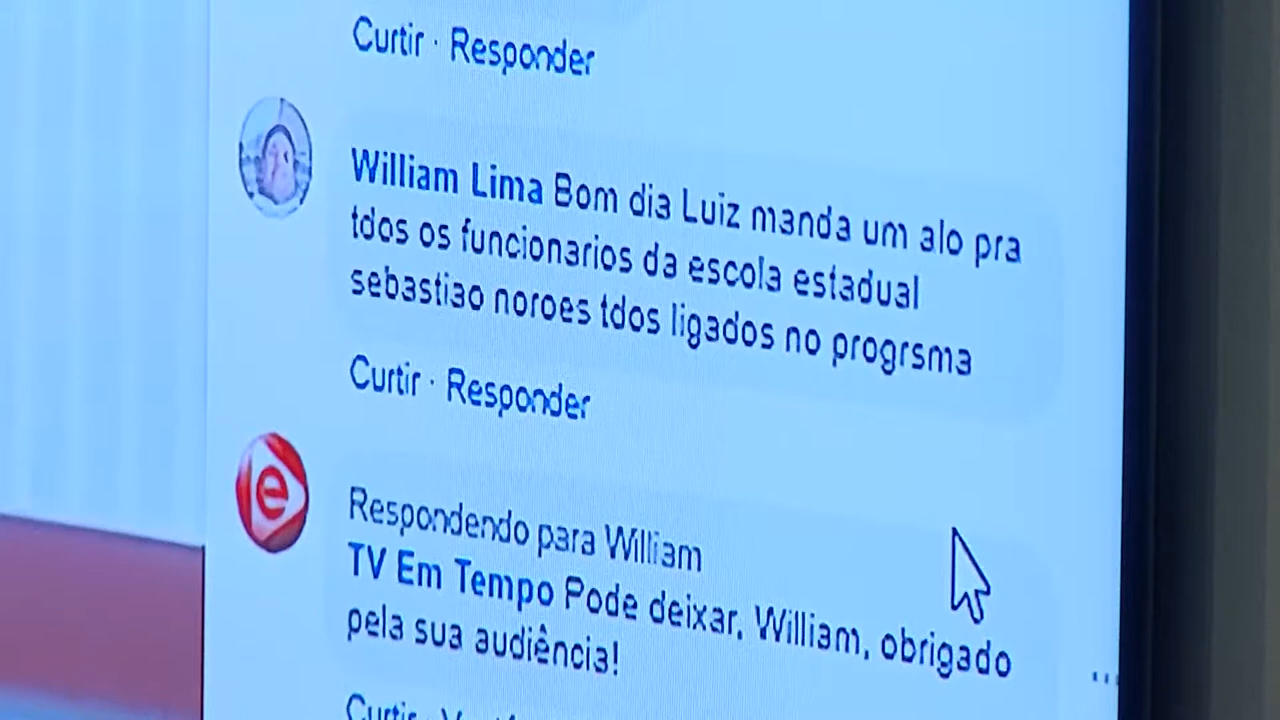 Curtir · Responder
William Lima Bom dia Luiz manda um alo pra
tdos os funcionarios da escola estadual
sebastiao noroes tdos ligados no progrsma
Curtir · Responder
e
Respondendo para William
TV Em Tempo Pode deixar, William, obrigado
pela sua audiência!
Curtir ·